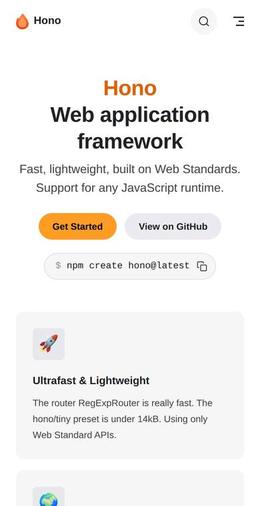 Hono
Hono
Web application
framework
Fast, lightweight, built on Web Standards.
Support for any JavaScript runtime.
Get Started
View on GitHub
$ npm create hono@latest
Ultrafast & Lightweight
The router RegExpRouter is really fast. The
hono/tiny preset is under 14kB. Using only
Web Standard APIs.